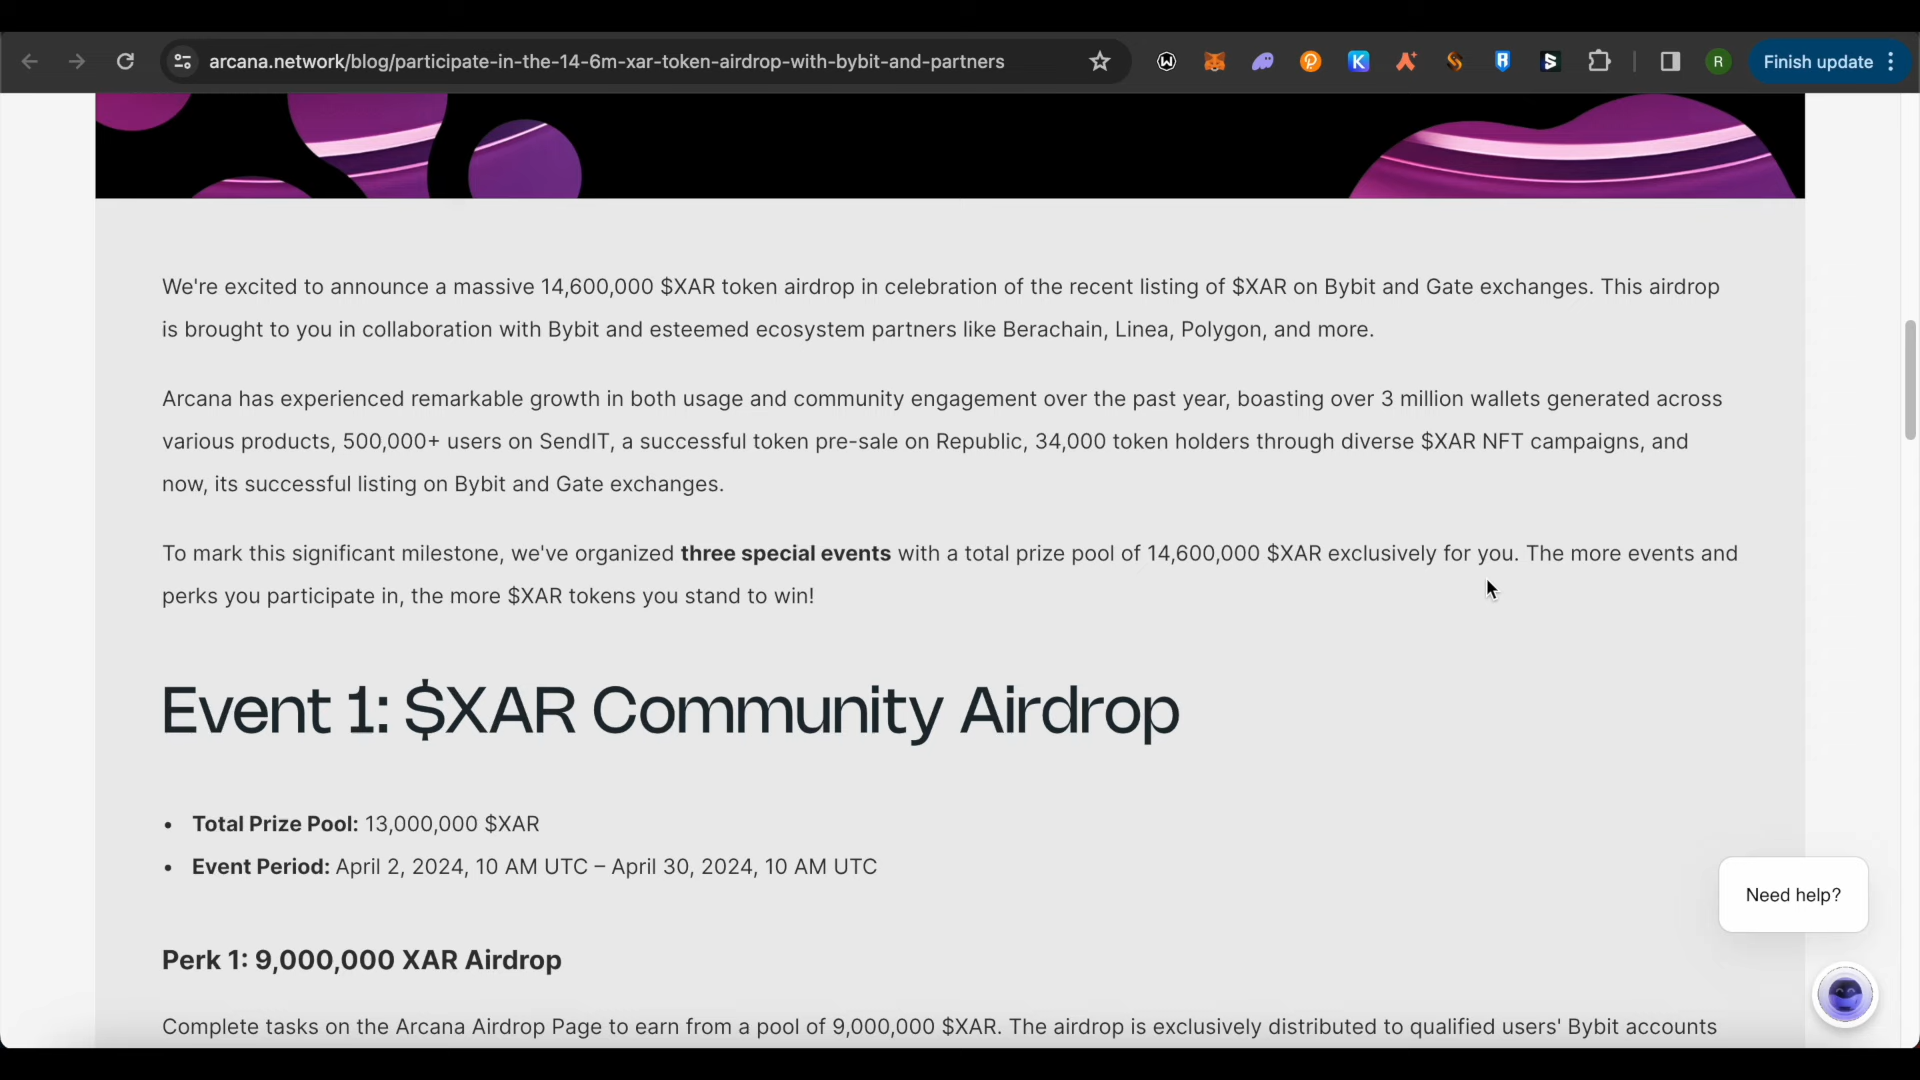 arcana.network/blog/participate-in-the-14-6m-xar-token-airdrop-with-bybit-and-partners
R
Finish update
We're excited to announce a massive 14,600,000 $XAR token airdrop in celebration of the recent listing of $XAR on Bybit and Gate exchanges. This airdrop
is brought to you in collaboration with Bybit and esteemed ecosystem partners like Berachain, Linea, Polygon, and more.
Arcana has experienced remarkable growth in both usage and community engagement over the past year, boasting over 3 million wallets generated across
various products, 500,000+ users on SendIT, a successful token pre-sale on Republic, 34,000 token holders through diverse $XAR NFT campaigns, and
now, its successful listing on Bybit and Gate exchanges.
To mark this significant milestone, we've organized three special events with a total prize pool of 14,600,000 $XAR exclusively for you. The more events and
perks you participate in, the more $XAR tokens you stand to win!
Event 1: $XAR Community Airdrop
• Total Prize Pool: 13,000,000 $XAR
• Event Period: April 2, 2024, 10 AM UTC – April 30, 2024, 10 AM UTC
Need help?
Perk 1: 9,000,000 XAR Airdrop
Complete tasks on the Arcana Airdrop Page to earn from a pool of 9,000,000 $XAR. The airdrop is exclusively distributed to qualified users' Bybit accounts